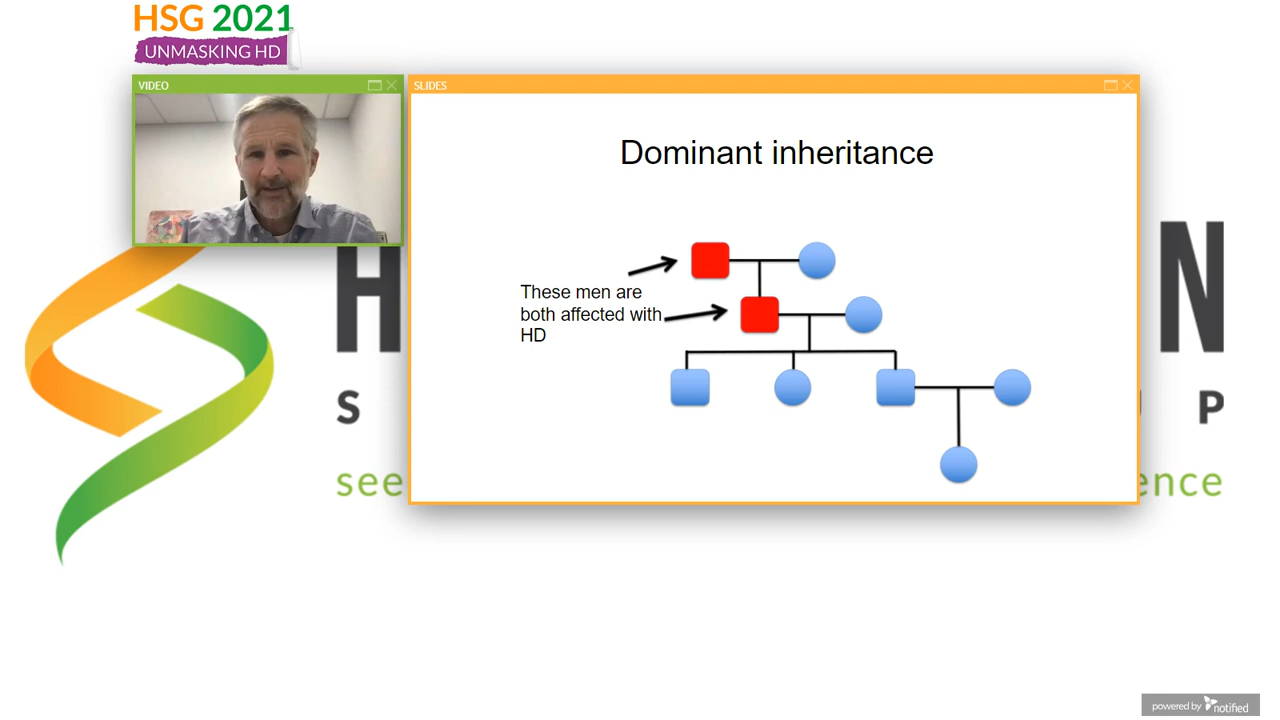 HSG 2021
UNMASKING HD
VIDEO
SLIDES
Dominant inheritance
These men are
both affected with
HD
H
N
S
P
see
ence
powered by notified